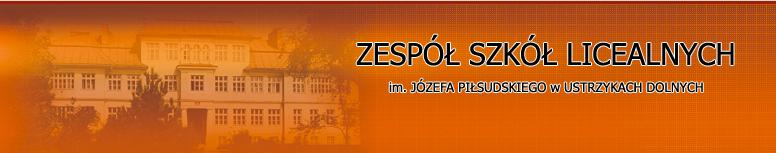 ZESPÓŁ SZKÓŁ LICEALNYCH
im. JÓZEFA PIŁSUDSKIEGO w USTRZYKACH DOLNYCH